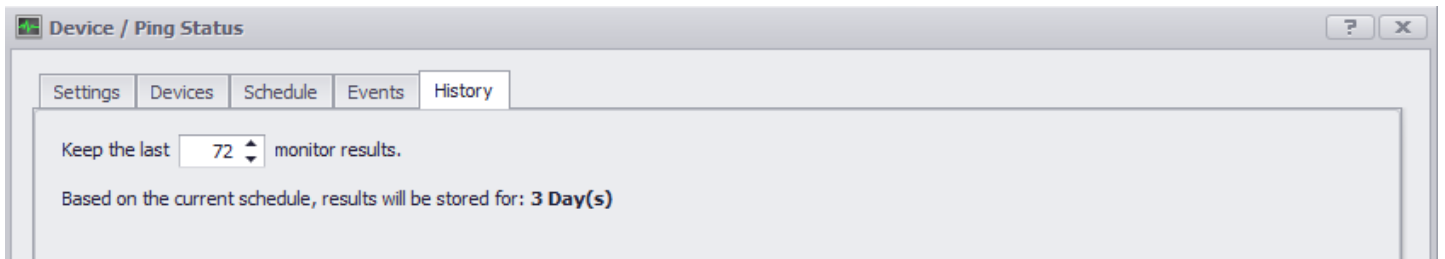 Device / Ping Status
? x
Settings Devices Schedule Events History
Keep the last 72 monitor results.
Based on the current schedule, results will be stored for: 3 Day(s)